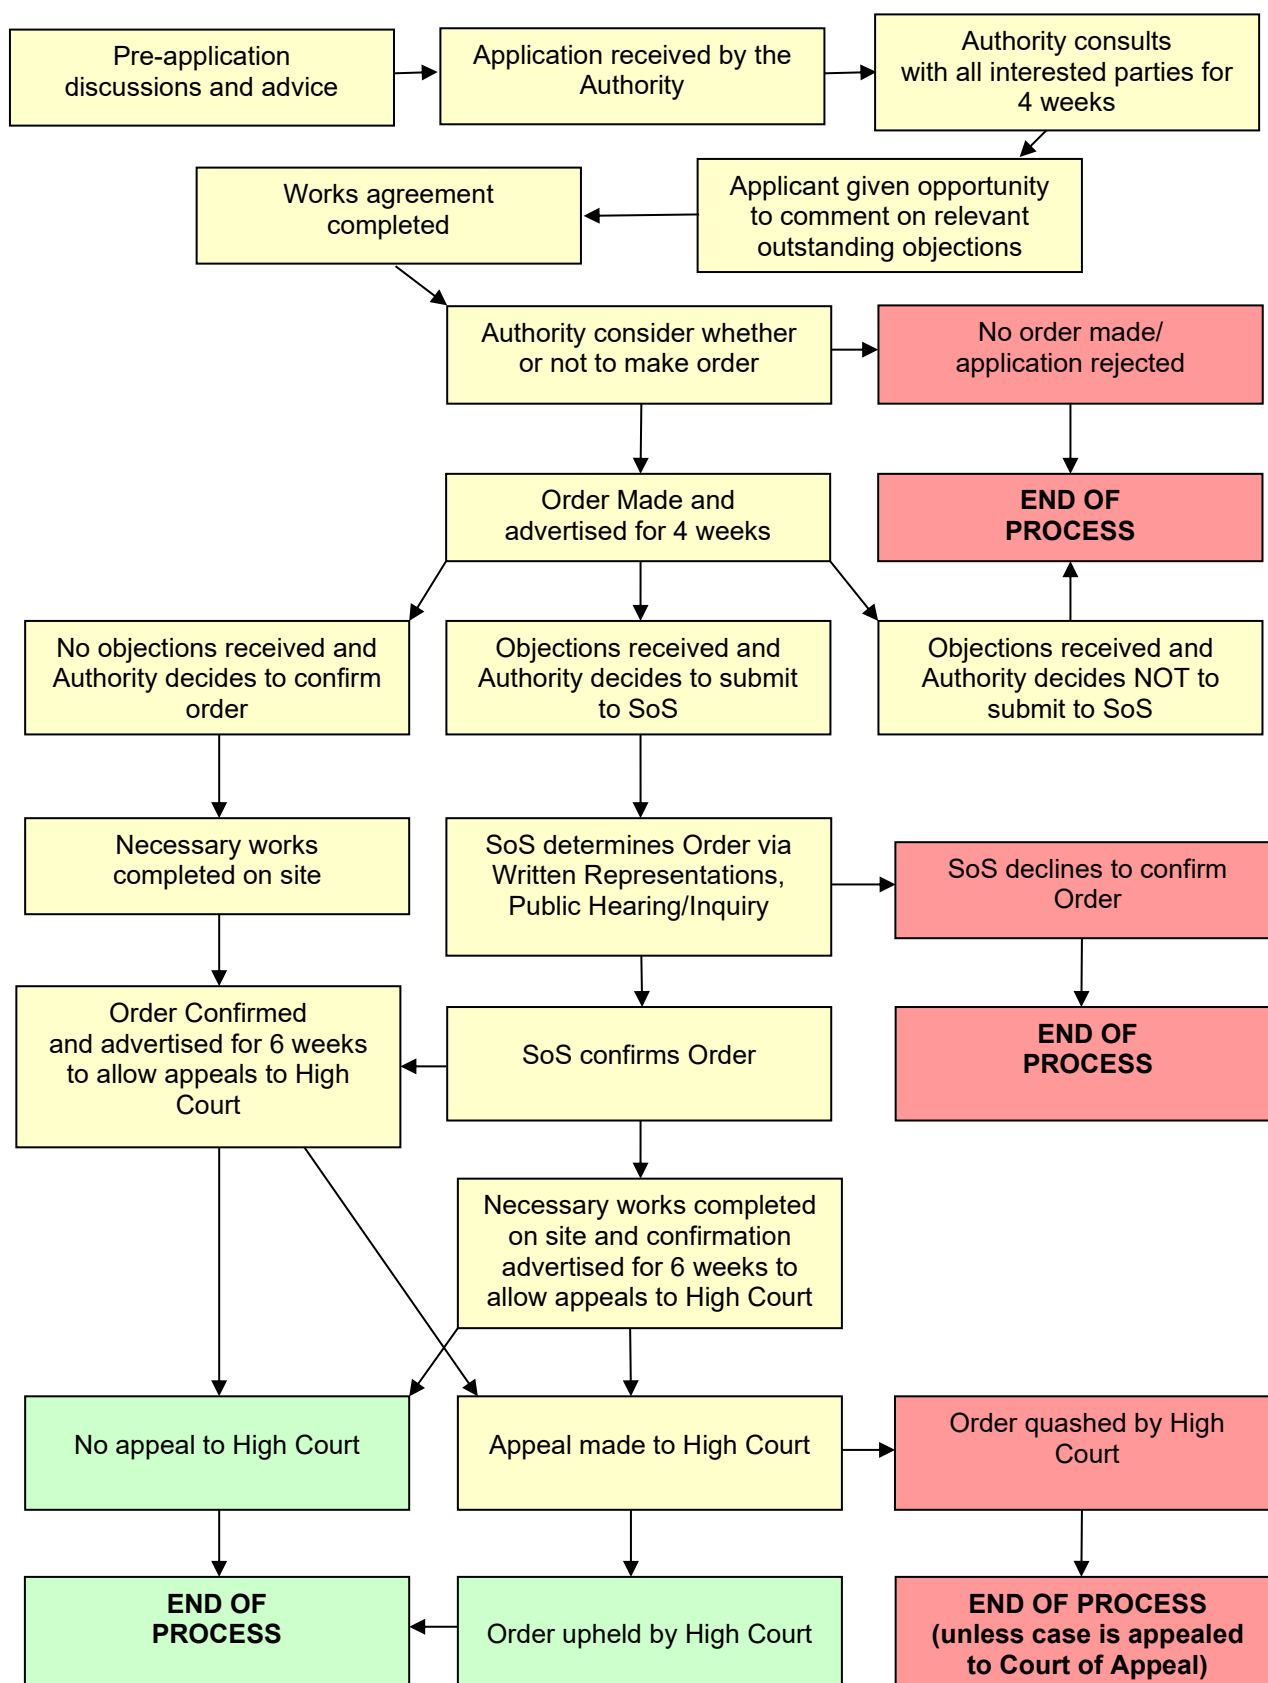 Pre-application
discussions and advice
Application received by the
Authority
Authority consults
with all interested parties for
4 weeks
Applicant given opportunity
to comment on relevant
outstanding objections
Works agreement
completed
Authority consider whether
or not to make order
No order made/
application rejected
Order Made and
advertised for 4 weeks
END OF
PROCESS
No objections received and
Authority decides to confirm
order
Objections received and
Authority decides to submit
to SoS
Objections received and
Authority decides NOT to
submit to SoS
Necessary works
completed on site
SoS determines Order via
Written Representations,
Public Hearing/Inquiry
SoS declines to confirm
Order
Order Confirmed
and advertised for 6 weeks
to allow appeals to High
Court
SoS confirms Order
END OF
PROCESS
Necessary works completed
on site and confirmation
advertised for 6 weeks to
allow appeals to High Court
No appeal to High Court
Appeal made to High Court
Order quashed by High
Court
END OF
PROCESS
Order upheld by High Court
END OF PROCESS
(unless case is appealed
to Court of Appeal)